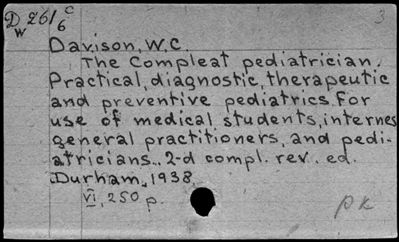 D 261 c 3
w 6
Davison, W.C.
The Compleat pediatrician.
Practical, diagnostic, therapeutic
and preventive pediatrics. For
use of medical students, internes
general practitioners, and pedi-
atricians.. 2-d compl. rev. ed.
Durham, 1938.
VI, 250 p.
pk